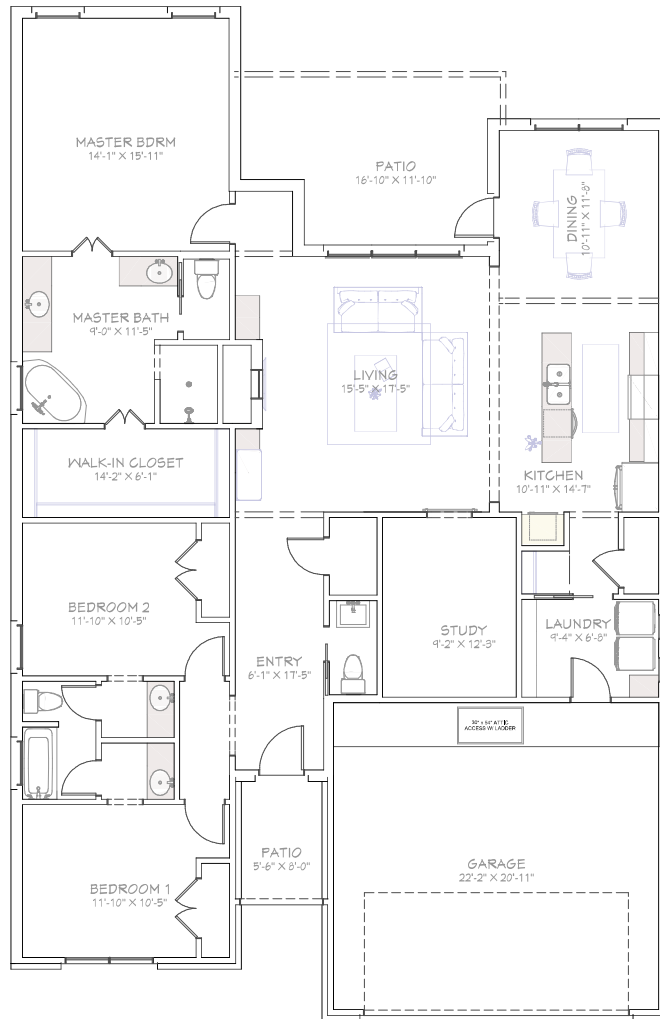 MASTER BDRM
14'-1" X 15'-11"
PATIO
16'-10" X 11'-10"
DINING
10'-11" X 11'-8"
MASTER BATH
9'-0" X 11'-5"
LIVING
15'-5" X 17'-5"
WALK-IN CLOSET
14'-2" X 6'-1"
KITCHEN
10'-11" X 14'-7"
BEDROOM 2
11'-10" X 10'-5"
STUDY
9'-2" X 12'-3"
LAUNDRY
9'-4" X 6'-8"
ENTRY
6'-1" X 17'-5"
30" x 54" ATTIC
ACCESS W/ LADDER
PATIO
5'-6" X 8'-0"
GARAGE
22'-2" X 20'-11"
BEDROOM 1
11'-10" X 10'-5"